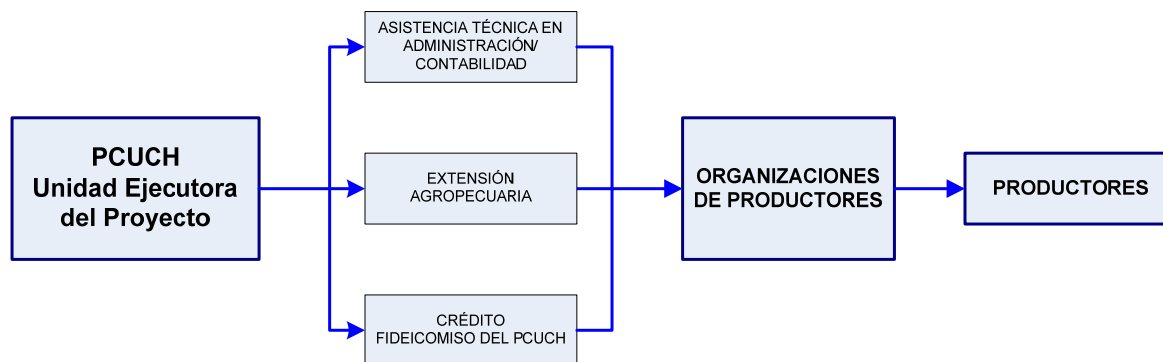 ASISTENCIA TÉCNICA EN
ADMINISTRACIÓN/
CONTABILIDAD
PCUCH
Unidad Ejecutora
del Proyecto
EXTENSIÓN
AGROPECUARIA
ORGANIZACIONES
DE PRODUCTORES
PRODUCTORES
CRÉDITO
FIDEICOMISO DEL PCUCH